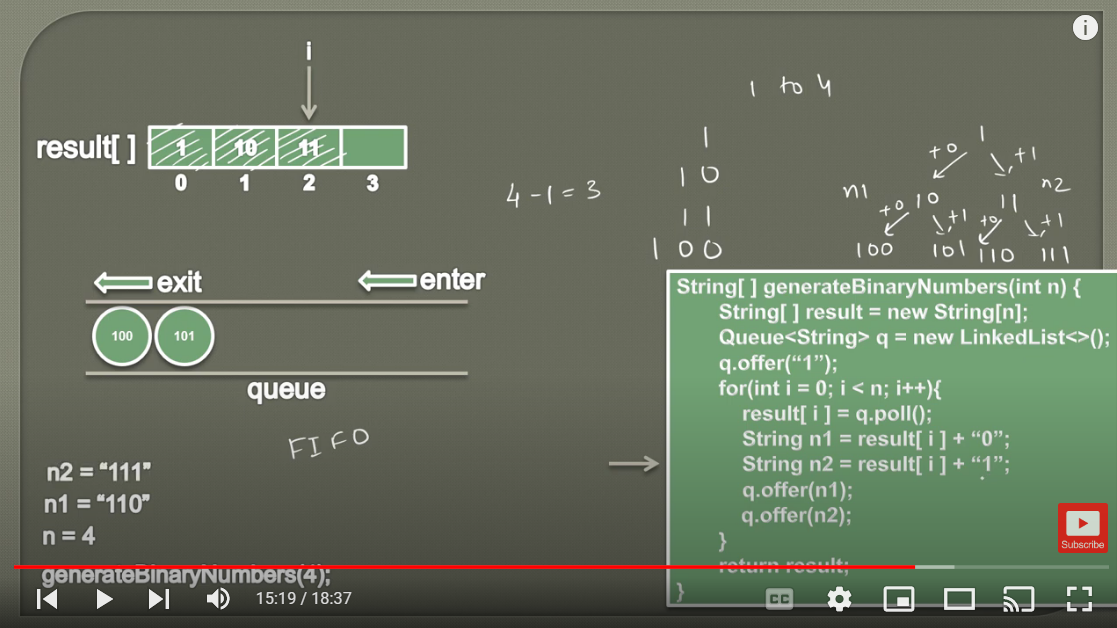 i
1 to 4
result[ ] 1 10 11
0 1 2 3
4 - 1 = 3
1
10
11
100
1
+0 +1
n1 10 11 n2
+0 +1 +0 +1
100 101 110 111
exit enter
100 101
queue
FIFO
n2 = “111”
n1 = “110”
n = 4
generateBinaryNumbers(4);
String[ ] generateBinaryNumbers(int n) {
String[ ] result = new String[n];
Queue<String> q = new LinkedList<>();
q.offer(“1”);
for(int i = 0; i < n; i++){
result[ i ] = q.poll();
String n1 = result[ i ] + “0”;
String n2 = result[ i ] + “1”;
q.offer(n1);
q.offer(n2);
}
return result;
}
Subscribe
15:19 / 18:37
CC